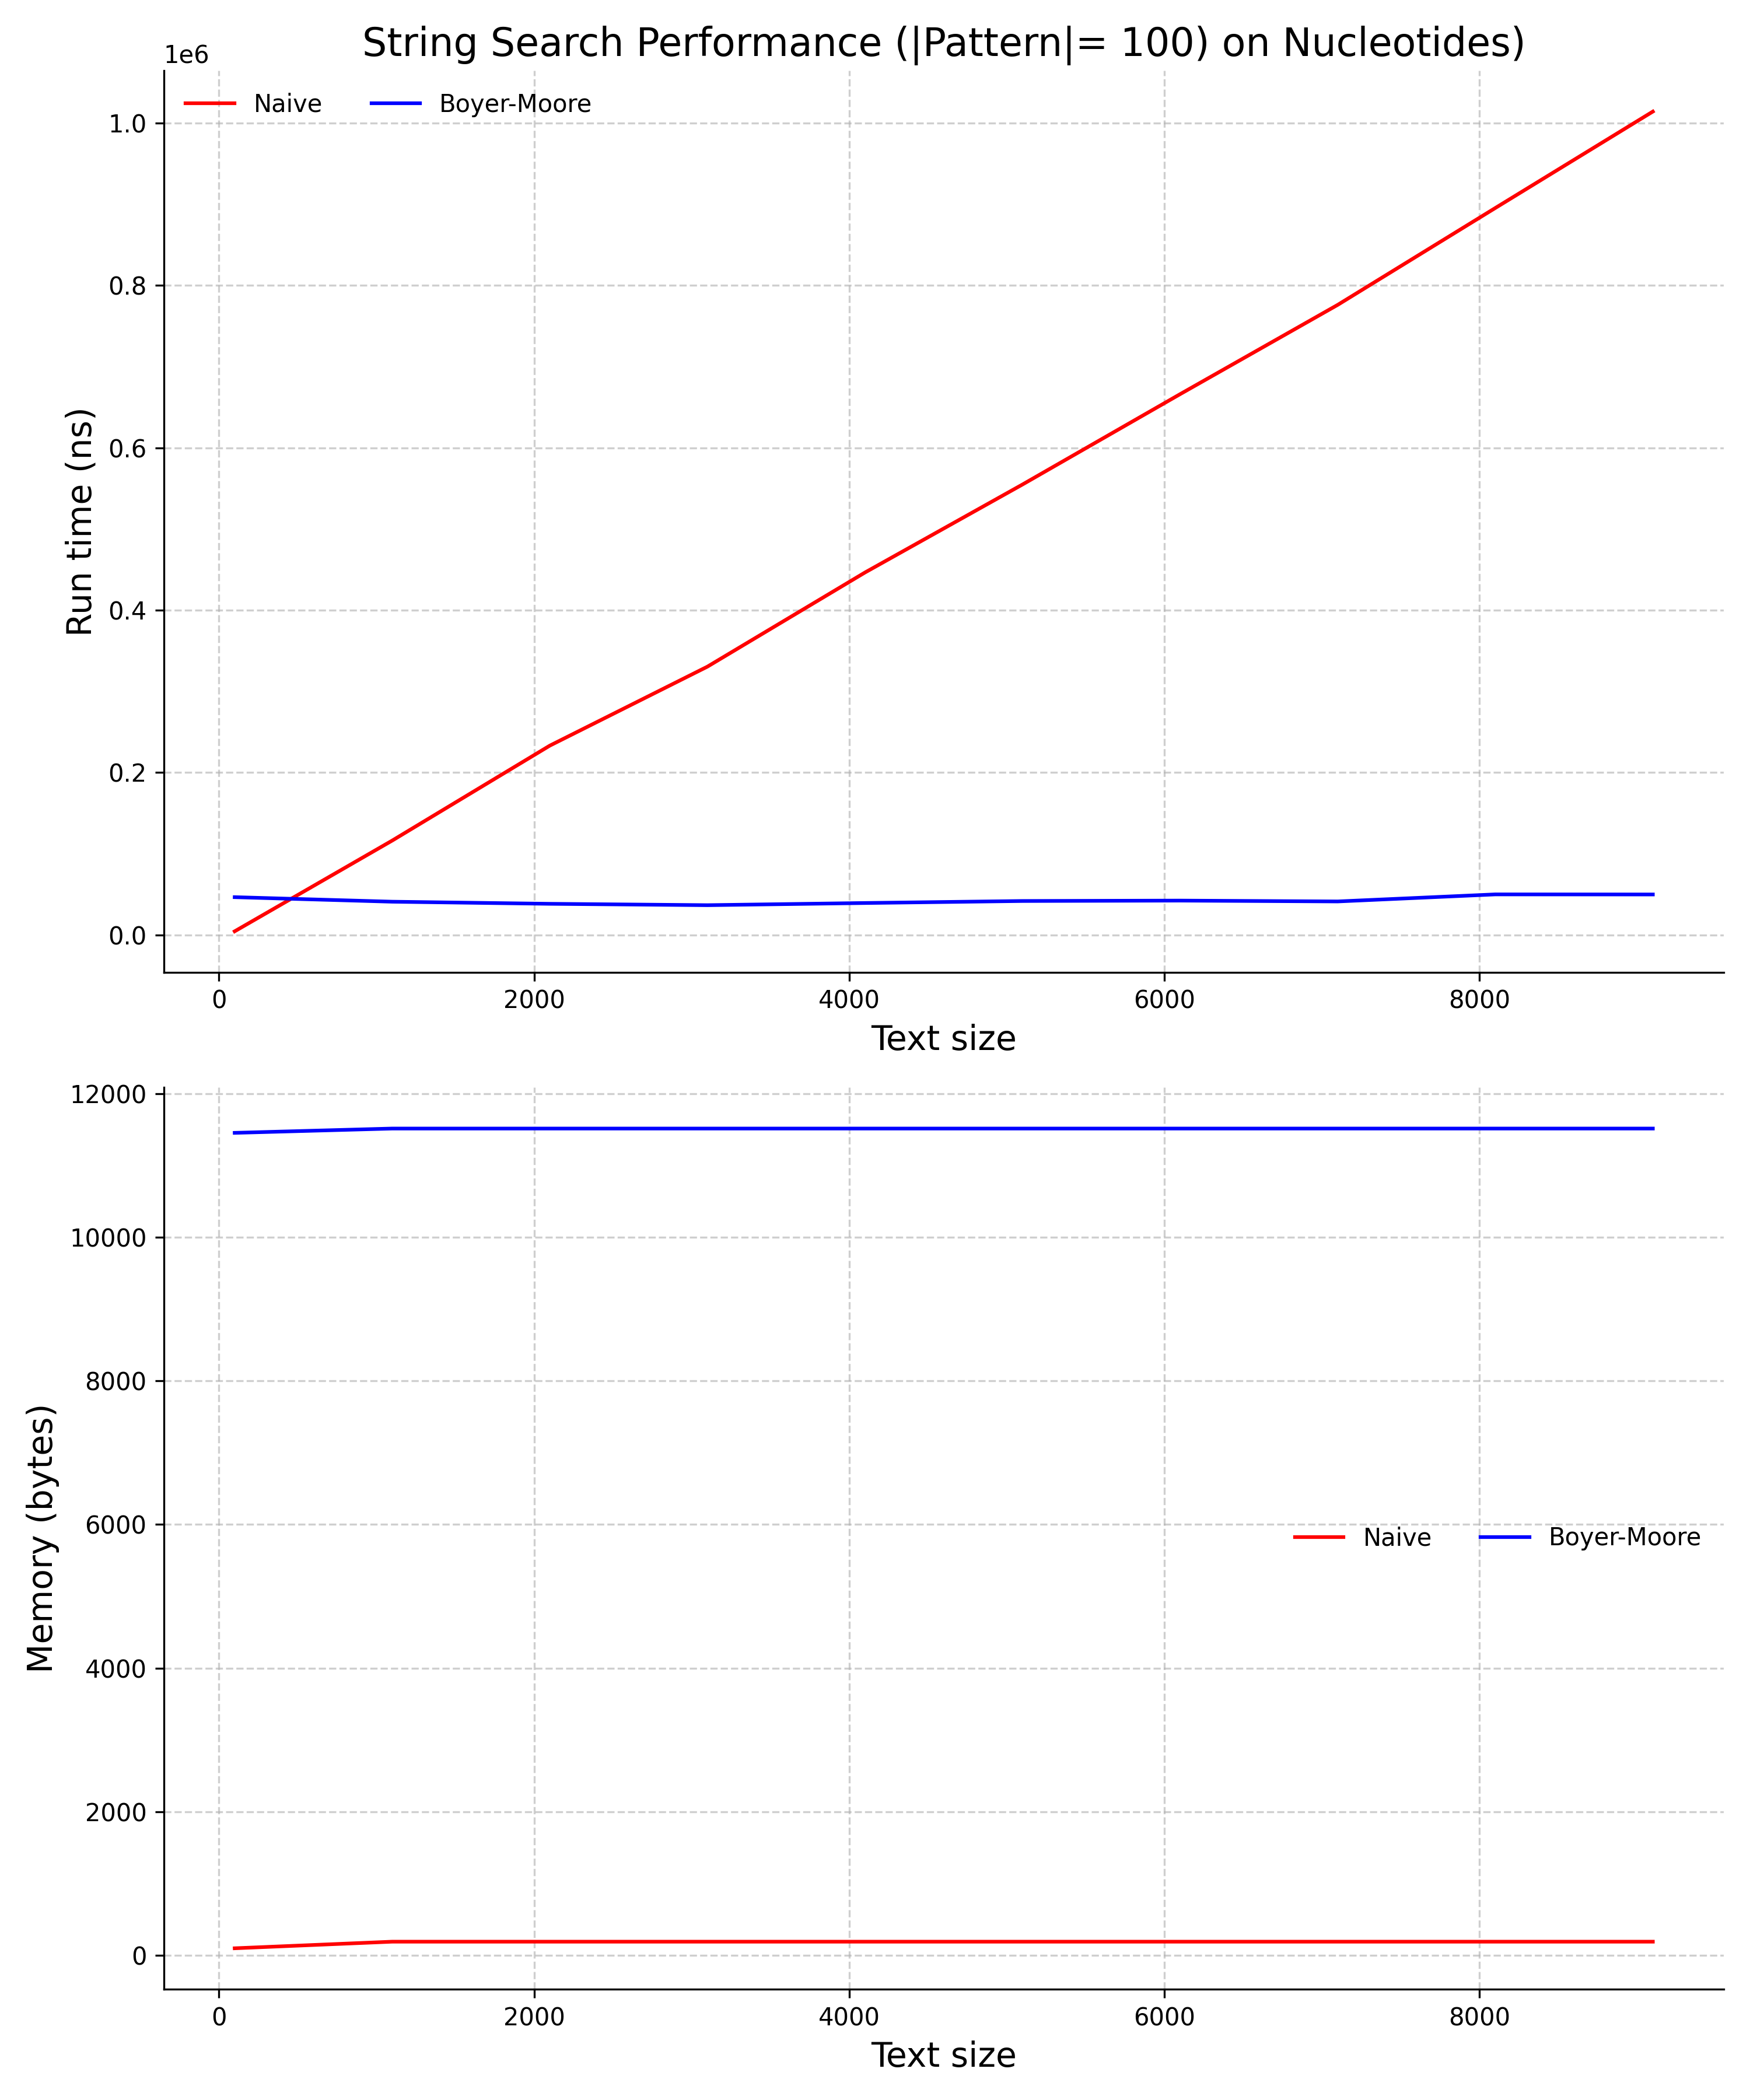 String Search Performance (|Pattern|= 100) on Nucleotides)
1e6
Naive Boyer-Moore
1.0
0.8
0.6
0.4
0.2
0.0
Run time (ns)
0 2000 4000 6000 8000
Text size
12000
10000
8000
6000
4000
2000
0
Memory (bytes)
Naive Boyer-Moore
0 2000 4000 6000 8000
Text size